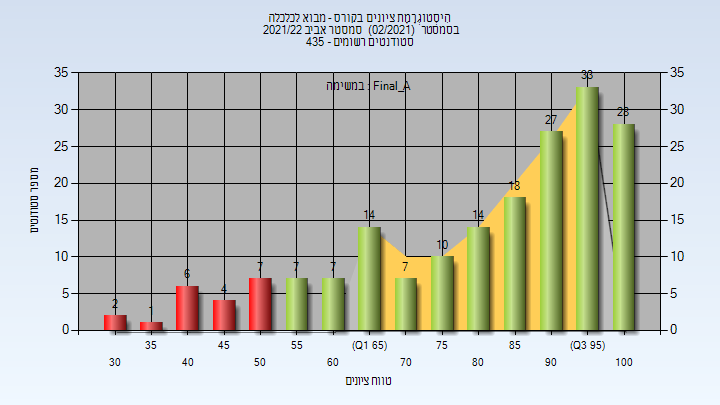 היסטוגרמת ציונים בקורס - מבוא לכלכלה
בסמסטר (02/2021) סמסטר אביב 2021/22
סטודנטים רשומים - 435
במשימה : Final_A
35 30 25 20 15 10 5 0
מספר סטודנטים
2 1 6 4 7 7 7 14 7 10 14 18 27 33 28
35 30 25 20 15 10 5 0
35 45 55 (Q1 65) 75 85 (Q3 95)
30 40 50 60 70 80 90 100
טווח ציונים